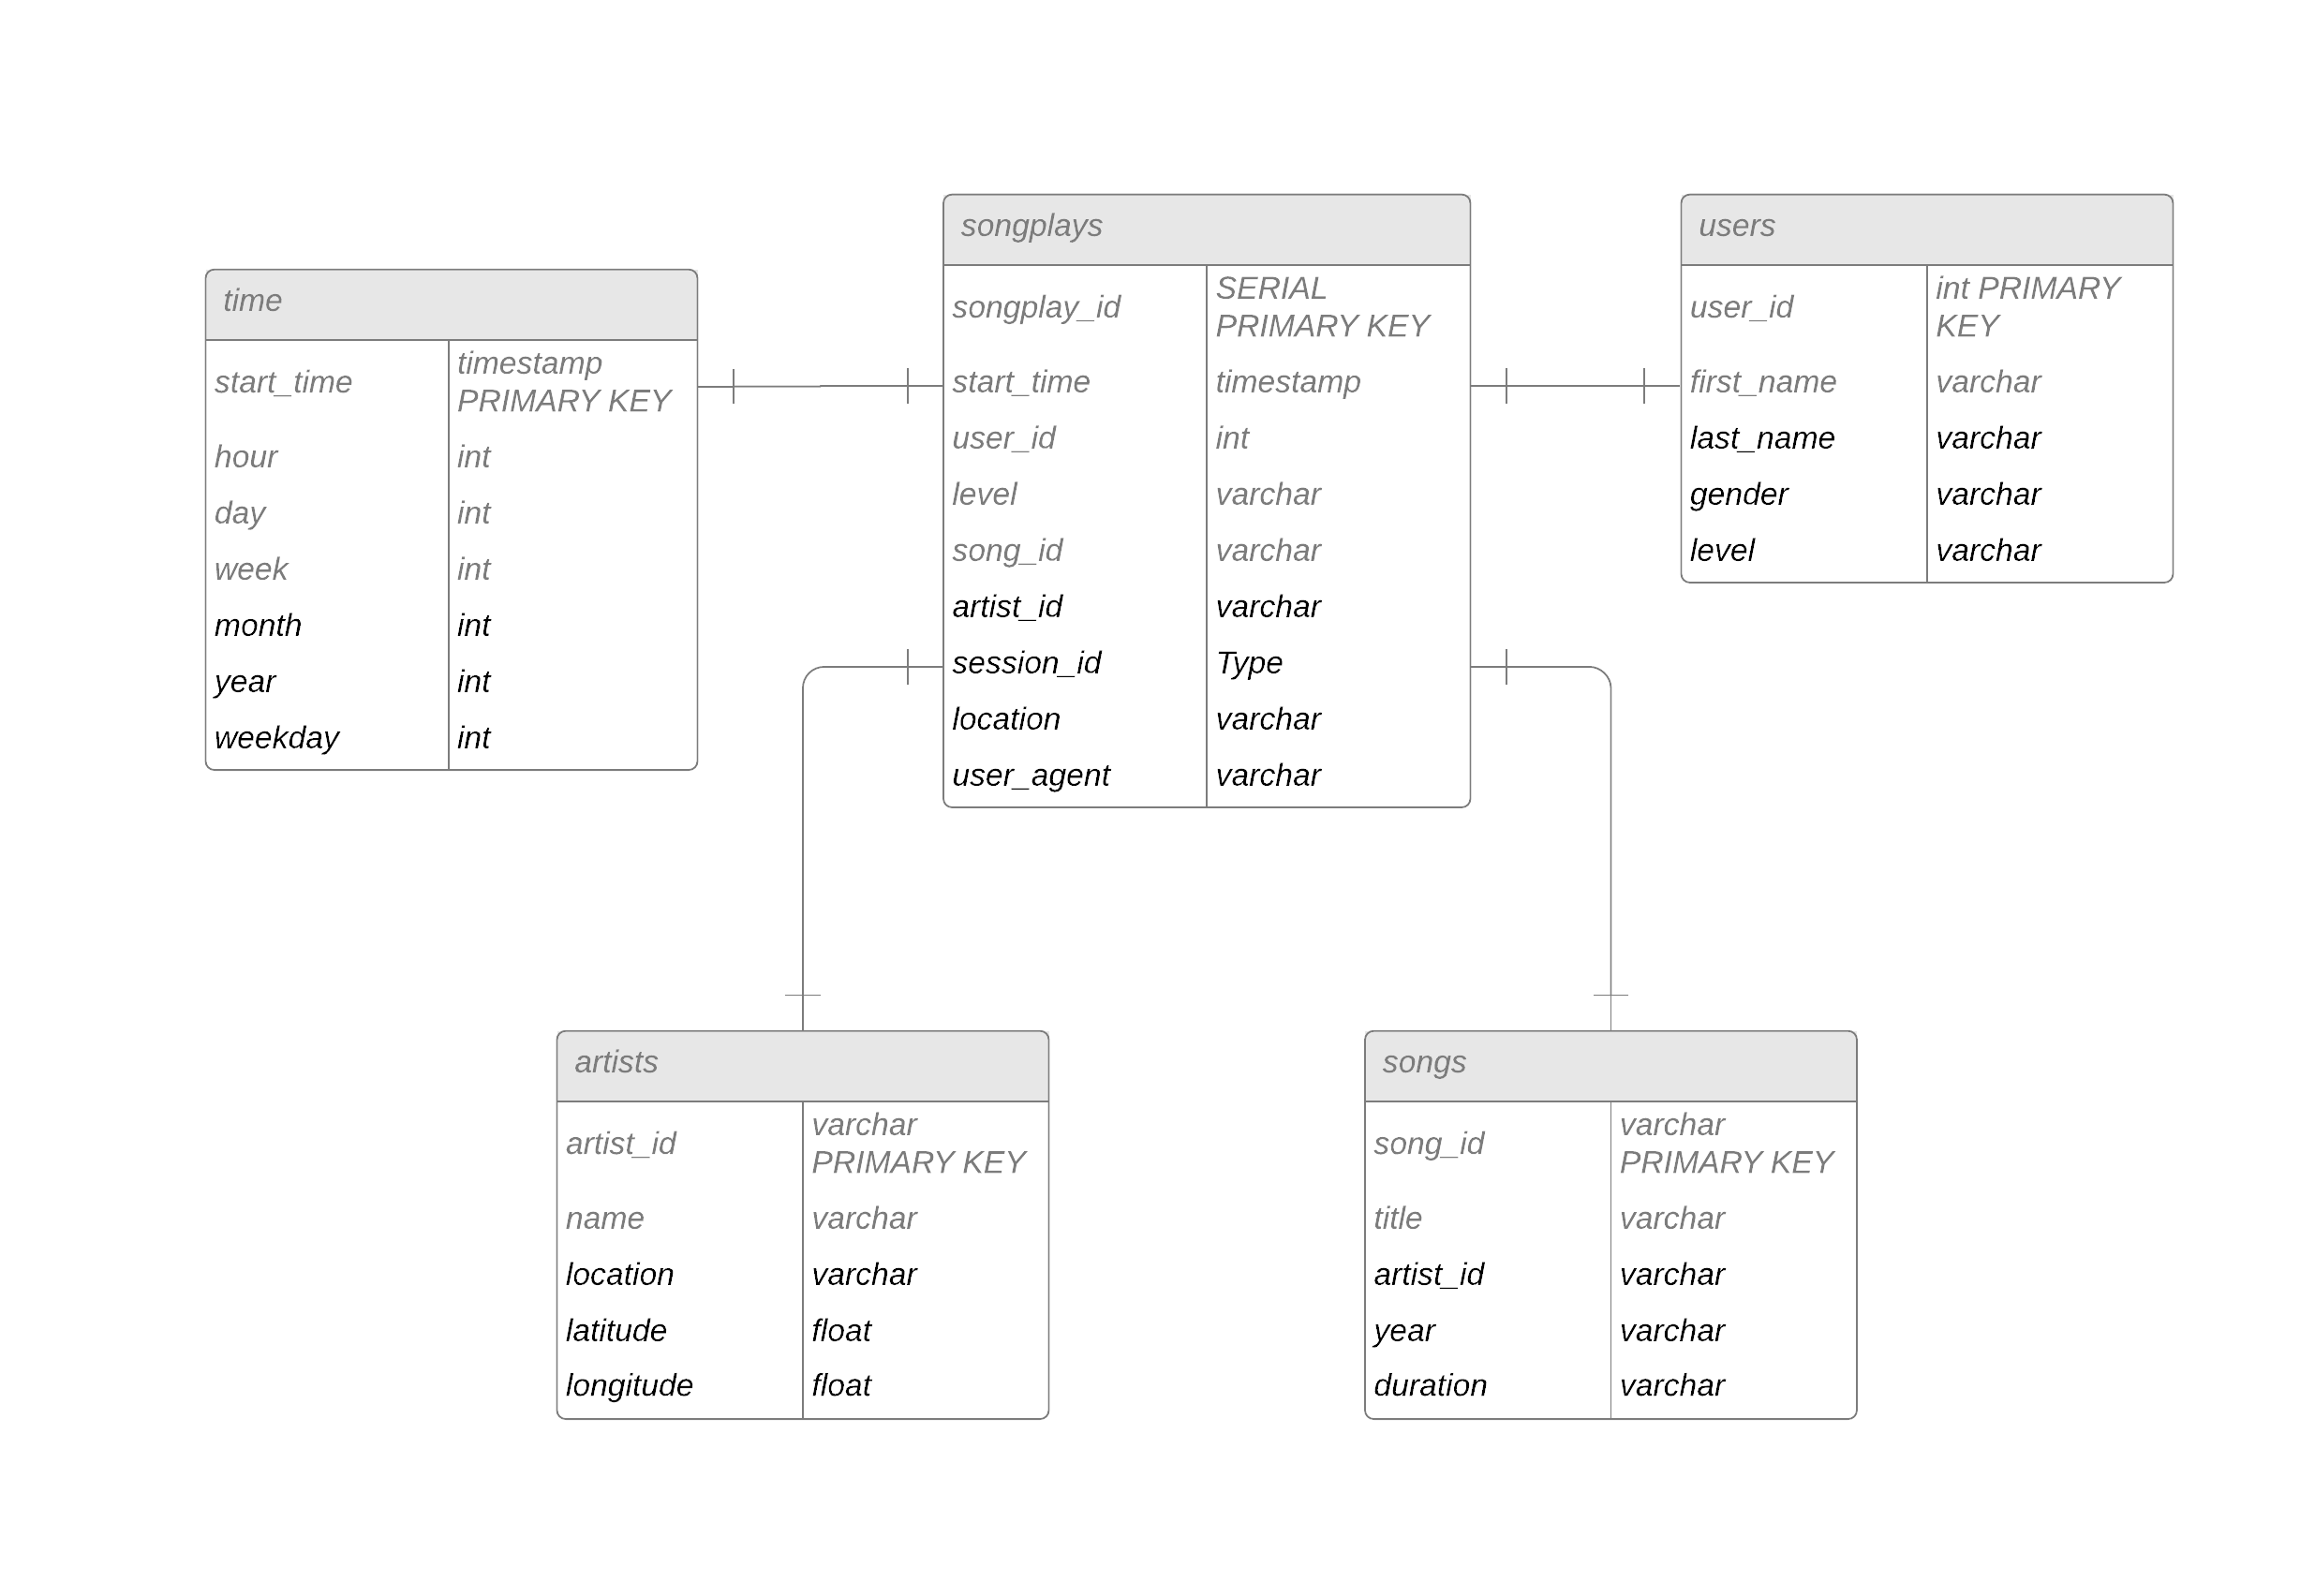 time
start_time
timestamp
PRIMARY KEY
hour
int
day
int
week
int
month
int
year
int
weekday
int
songplays
songplay_id
SERIAL
PRIMARY KEY
start_time
timestamp
user_id
int
level
varchar
song_id
varchar
artist_id
varchar
session_id
Type
location
varchar
user_agent
varchar
users
user_id
int PRIMARY
KEY
first_name
varchar
last_name
varchar
gender
varchar
level
varchar
artists
artist_id
varchar
PRIMARY KEY
name
varchar
location
varchar
latitude
float
longitude
float
songs
song_id
varchar
PRIMARY KEY
title
varchar
artist_id
varchar
year
varchar
duration
varchar